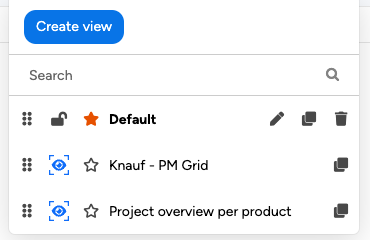 Create view
Search
Default
Knauf - PM Grid
Project overview per product